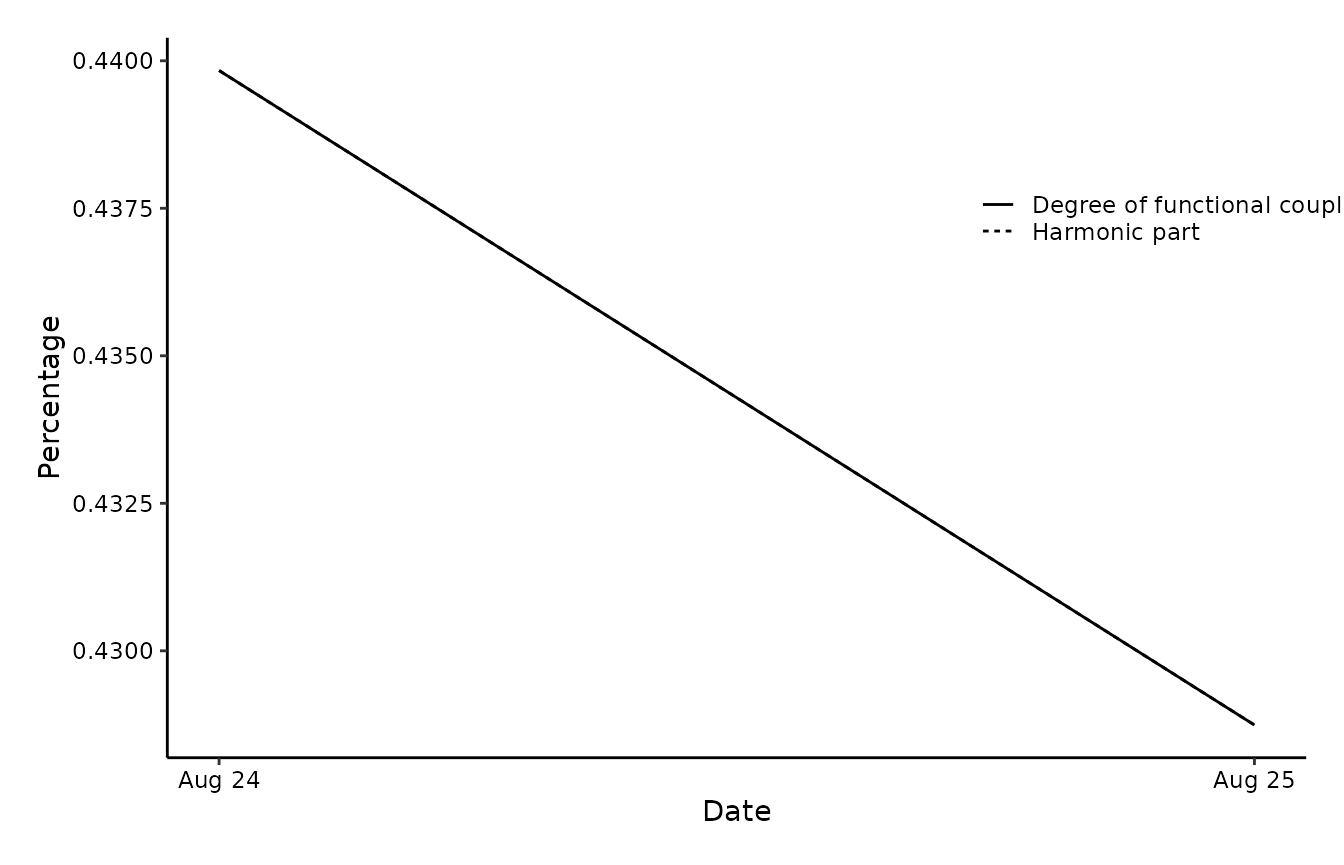 0.4400
0.4375
0.4350
0.4325
0.4300
Percentage
Degree of functional coupl
Harmonic part
Aug 24
Aug 25
Date